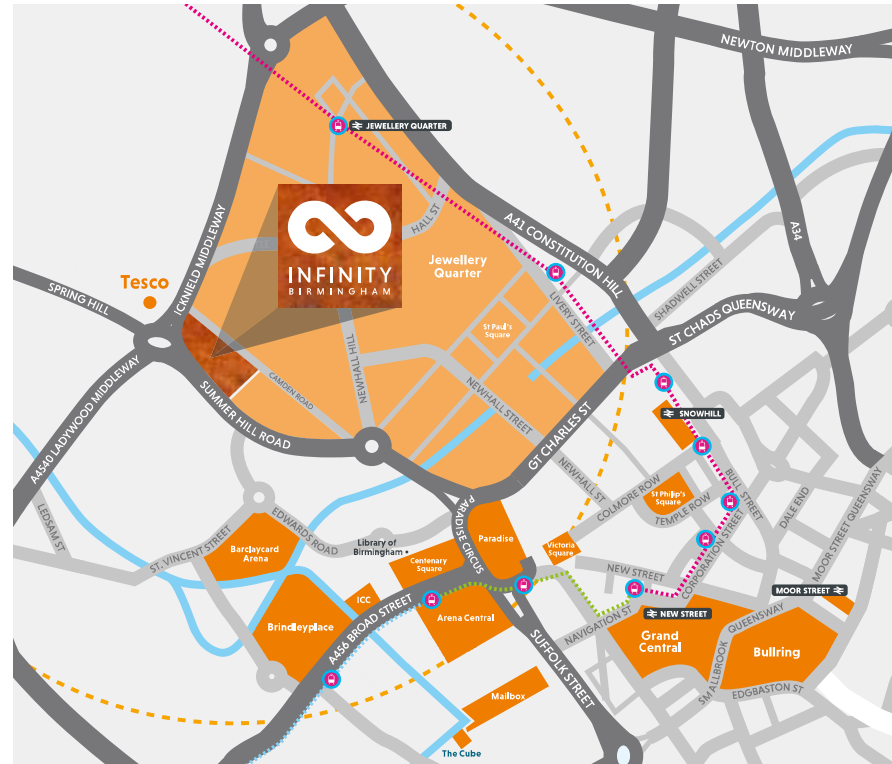 NEWTON MIDDLEWAY
JEWELLERY QUARTER
HALL ST
A41 CONSTITUTION HILL
A34
ICKNIELD MIDDLEWAY
INFINITY
BIRMINGHAM
Jewellery
Quarter
SHADWELL STREET
Tesco
SPRING HILL
LIVERY STREET
ST CHADS QUEENSWAY
St Paul's
Square
NEWHALL HILL
CAMDEN ROAD
NEWHALL STREET
SUMMER HILL ROAD
A4540 LADYWOOD MIDDLEWAY
GT CHARLES ST
SNOWHILL
NEWHALL ST
COLMORE ROW
St Philip's
Square
TEMPLE ROW
BULL STREET
DALE END
MOOR STREET QUEENSWAY
LEDSAM ST
ST. VINCENT STREET
EDWARDS ROAD
PARADISE CIRCUS
Paradise
Library of
Birmingham
Victoria
Square
Barclaycard
Arena
Centenary
Square
NEW STREET
CORPORATION STREET
MOOR STREET
ICC
A456 BROAD STREET
Arena Central
NAVIGATION ST
NEW STREET
Brindleyplace
Grand
Central
SMALLBROOK QUEENSWAY
Bullring
SUFFOLK STREET
EDGBASTON ST
Mailbox
The Cube